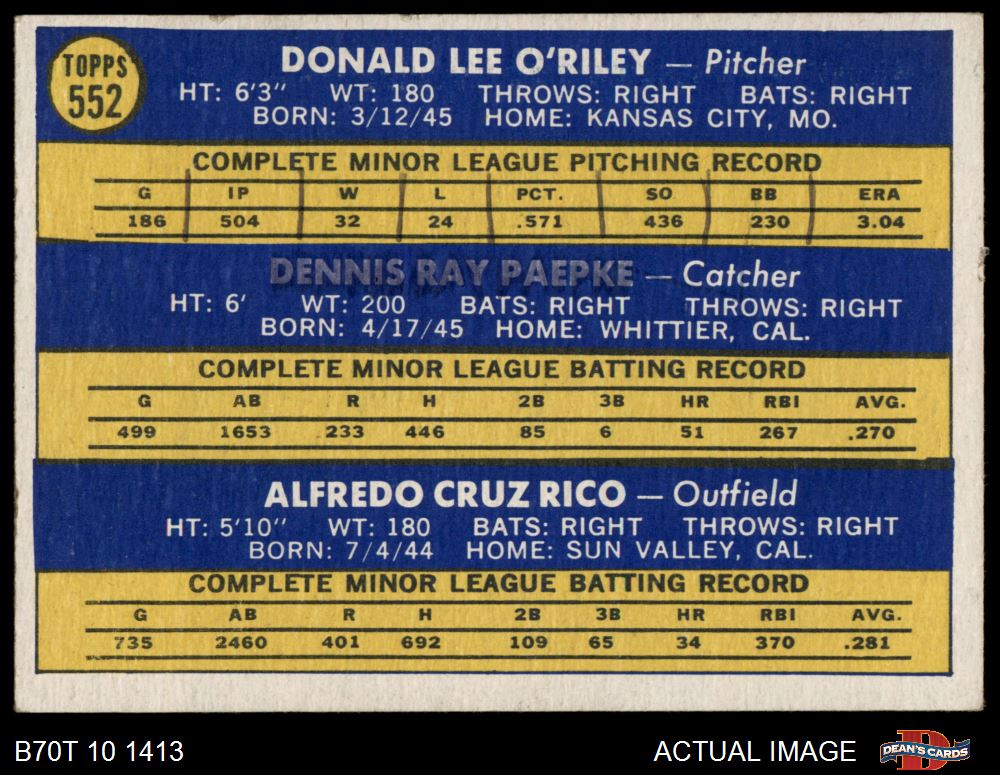 TOPPS
552
DONALD LEE O'RILEY — Pitcher
HT: 6'3" WT: 180 THROWS: RIGHT BATS: RIGHT
BORN: 3/12/45 HOME: KANSAS CITY, MO.
COMPLETE MINOR LEAGUE PITCHING RECORD
G IP W L PCT. SO BB ERA
186 504 32 24 .571 436 230 3.04
DENNIS RAY PAEPKE — Catcher
HT: 6' WT: 200 BATS: RIGHT THROWS: RIGHT
BORN: 4/17/45 HOME: WHITTIER, CAL.
COMPLETE MINOR LEAGUE BATTING RECORD
G AB R H 2B 3B HR RBI AVG.
499 1653 233 446 85 6 51 267 .270
ALFREDO CRUZ RICO — Outfield
HT: 5'10" WT: 180 BATS: RIGHT THROWS: RIGHT
BORN: 7/4/44 HOME: SUN VALLEY, CAL.
COMPLETE MINOR LEAGUE BATTING RECORD
G AB R H 2B 3B HR RBI AVG.
735 2460 401 692 109 65 34 370 .281
B70T 10 1413
ACTUAL IMAGE
DEAN'S CARDS